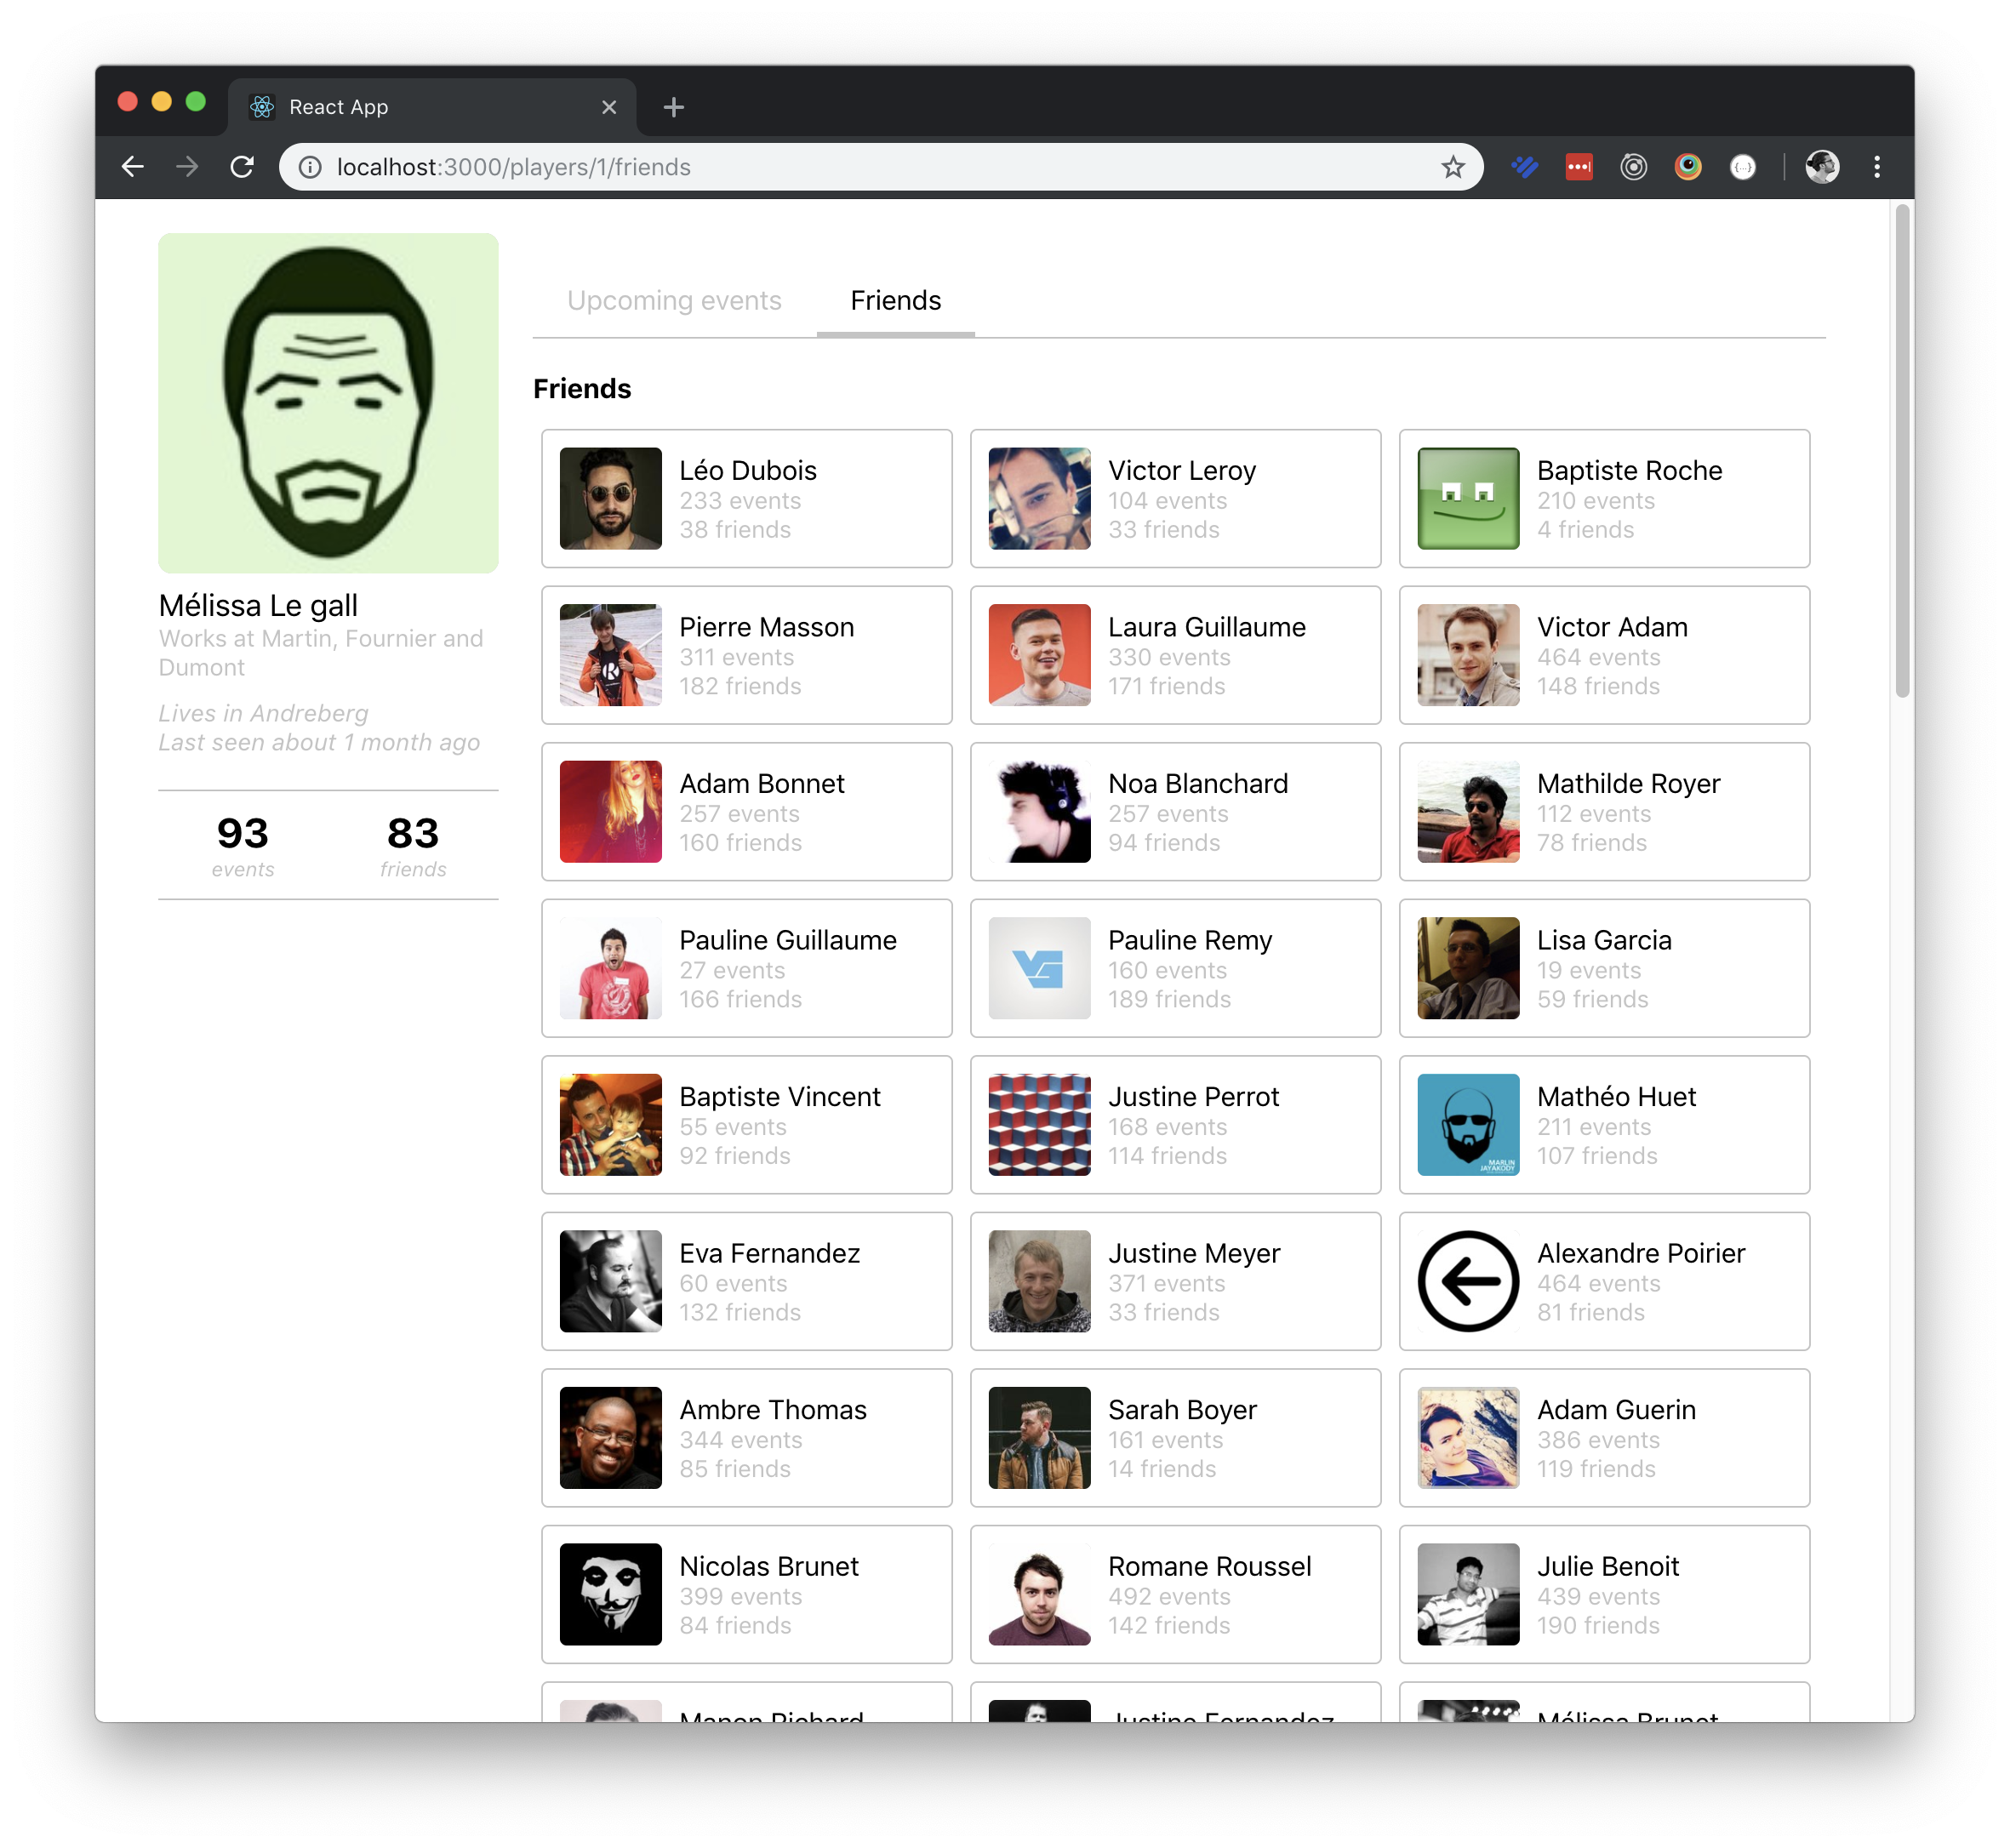 React App
localhost:3000/players/1/friends
Upcoming events
Friends
Mélissa Le gall
Works at Martin, Fournier and
Dumont
Lives in Andreberg
Last seen about 1 month ago
93
events
83
friends
Friends
Léo Dubois
233 events
38 friends
Victor Leroy
104 events
33 friends
Baptiste Roche
210 events
4 friends
Pierre Masson
311 events
182 friends
Laura Guillaume
330 events
171 friends
Victor Adam
464 events
148 friends
Adam Bonnet
257 events
160 friends
Noa Blanchard
257 events
94 friends
Mathilde Royer
112 events
78 friends
Pauline Guillaume
27 events
166 friends
Pauline Remy
160 events
189 friends
Lisa Garcia
19 events
59 friends
Baptiste Vincent
55 events
92 friends
Justine Perrot
168 events
114 friends
MARLIN
JAYAKODY
Mathéo Huet
211 events
107 friends
Eva Fernandez
60 events
132 friends
Justine Meyer
371 events
33 friends
Alexandre Poirier
464 events
81 friends
Ambre Thomas
344 events
85 friends
Sarah Boyer
161 events
14 friends
Adam Guerin
386 events
119 friends
Nicolas Brunet
399 events
84 friends
Romane Roussel
492 events
142 friends
Julie Benoit
439 events
190 friends
Manon Richard
Justine Fernandez
Mélissa Brunet